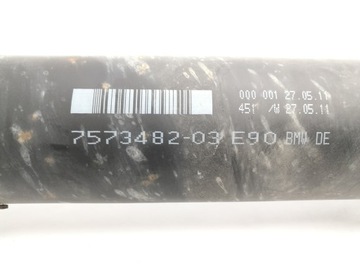 000 001 27.05.11
451 /W 27.05.11
7573482-03 E90 BMW DE